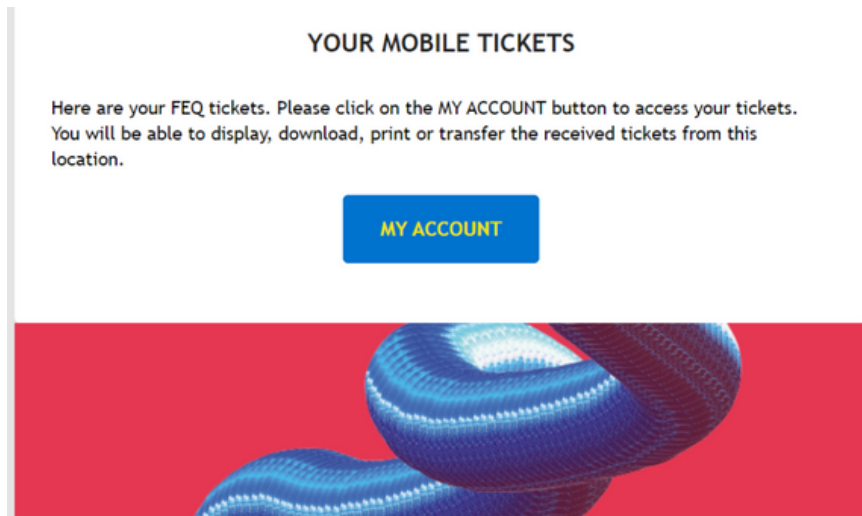 YOUR MOBILE TICKETS
Here are your FEQ tickets. Please click on the MY ACCOUNT button to access your tickets.
You will be able to display, download, print or transfer the received tickets from this
location.
MY ACCOUNT